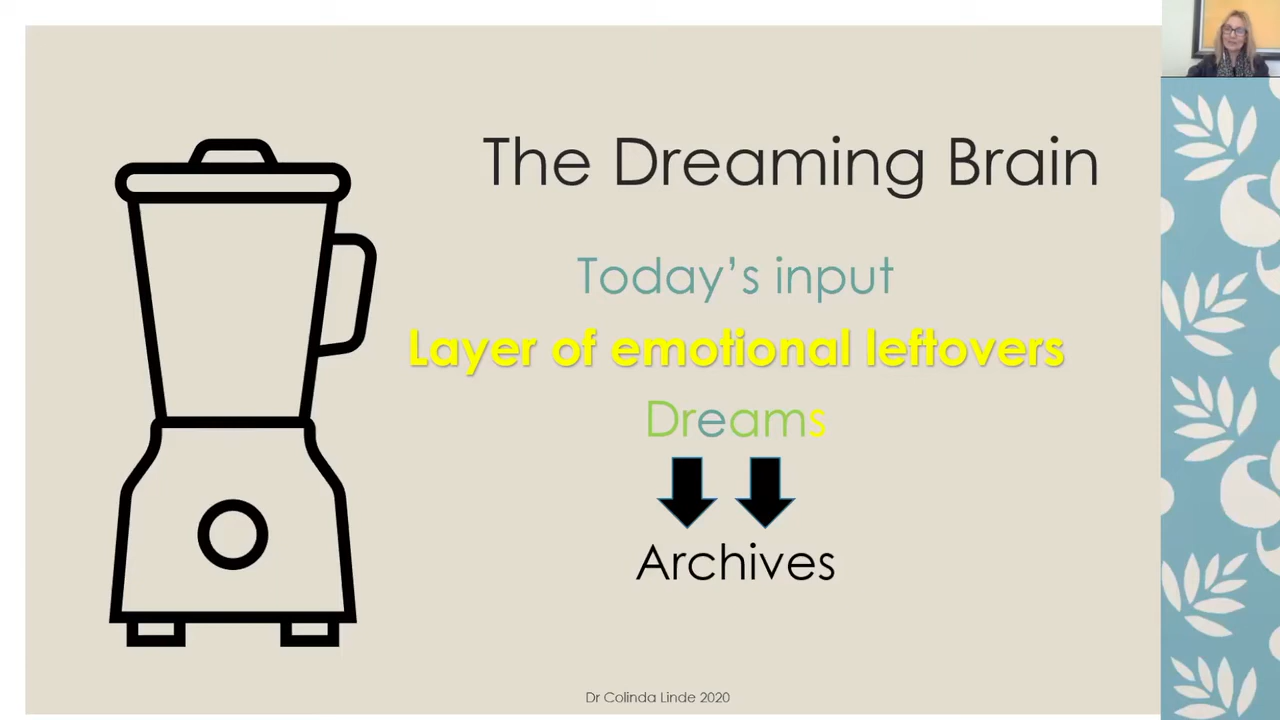 The Dreaming Brain
Today’s input
Layer of emotional leftovers
Dreams
Archives
Dr Colinda Linde 2020